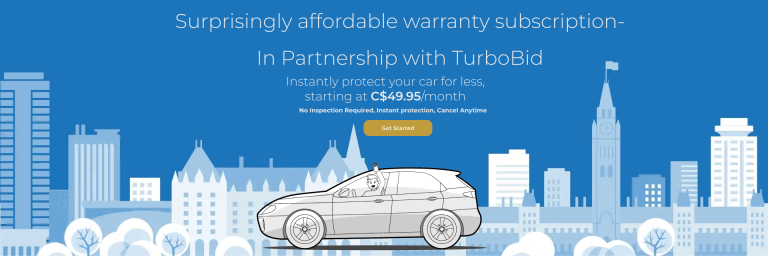 Surprisingly affordable warranty subscription-
In Partnership with TurboBid
Instantly protect your car for less,
starting at C$49.95/month
No Inspection Required, Instant protection, Cancel Anytime
Get Started